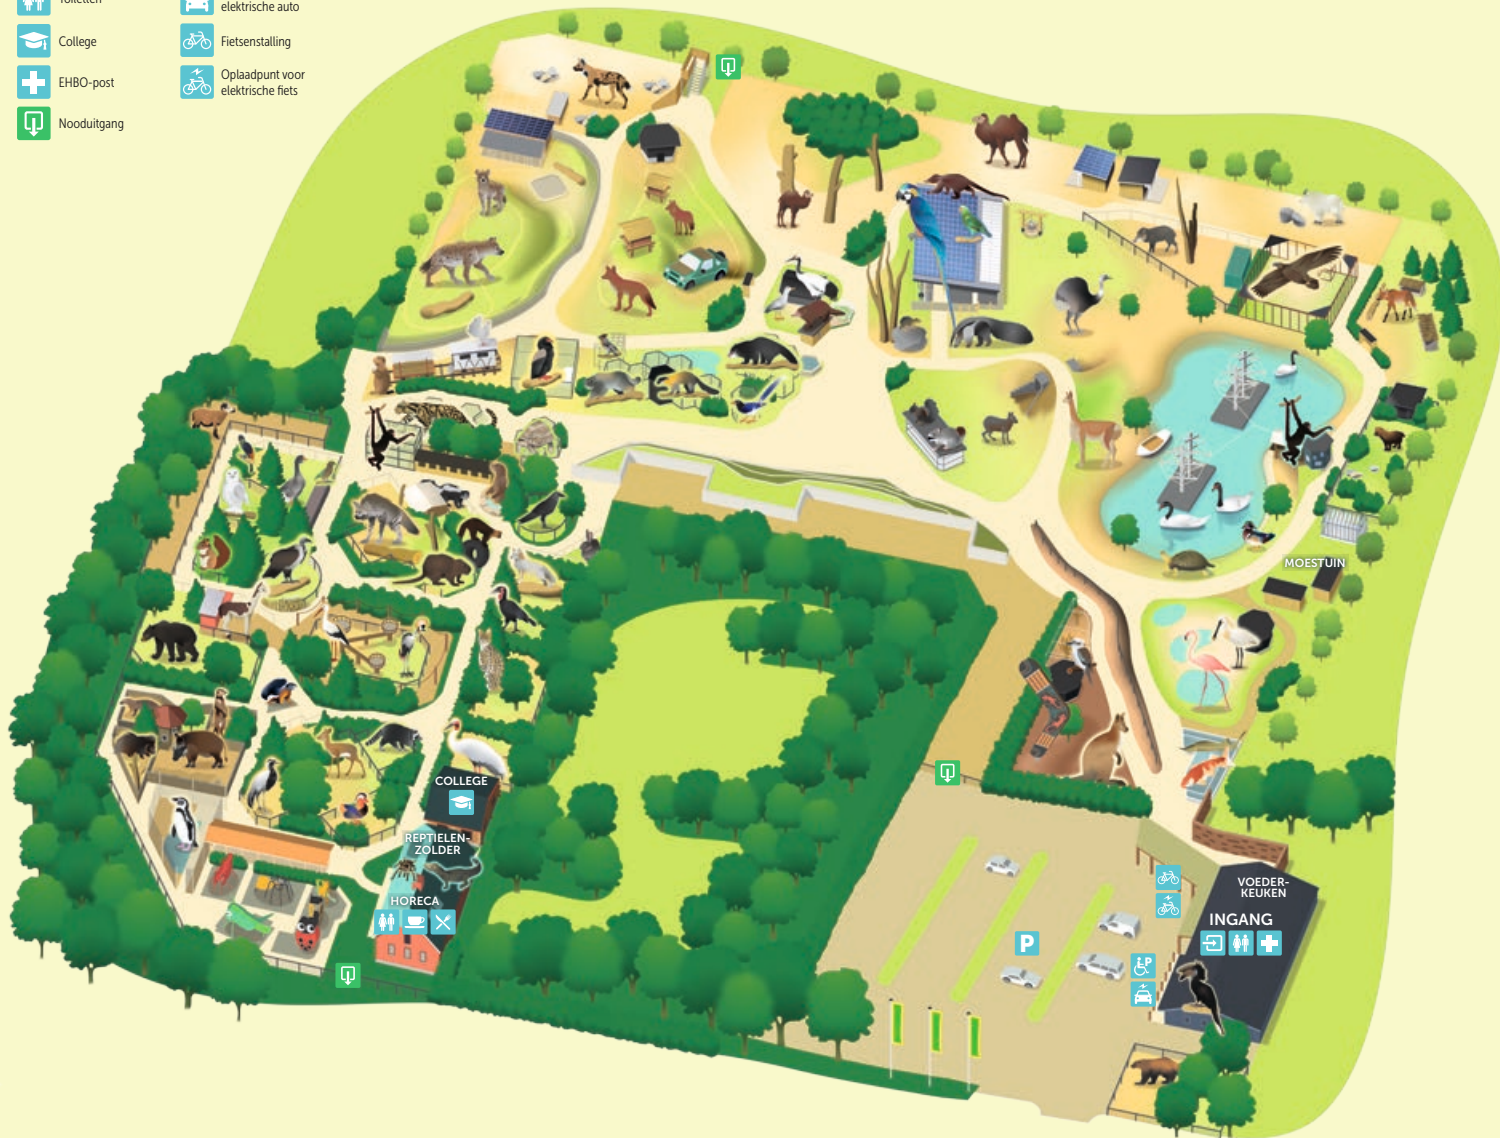 Toiletten
elektrische auto
College
Fietsenstalling
EHBO-post
Oplaadpunt voor
elektrische fiets
Nooduitgang
MOESTUIN
COLLEGE
REPTIELEN-
ZOLDER
HORECA
VOEDER-
KEUKEN
INGANG
P
P